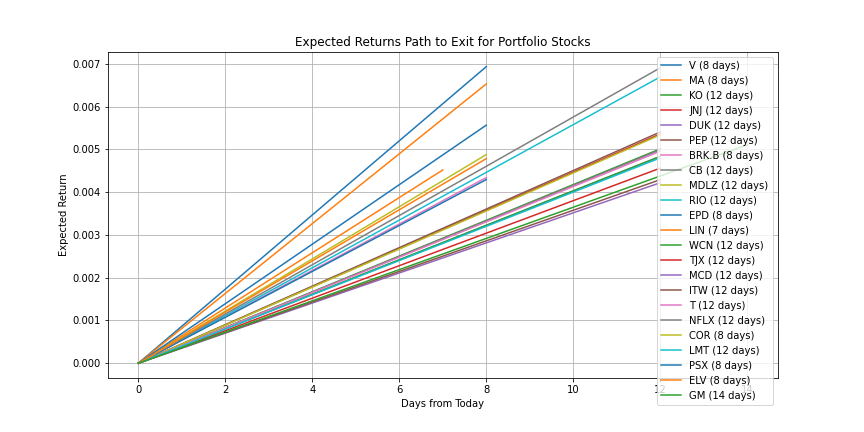 Expected Returns Path to Exit for Portfolio Stocks
0.007
0.006
0.005
0.004
0.003
0.002
0.001
0.000
Expected Return
0 2 4 6 8 10 12 14
Days from Today
V (8 days)
MA (8 days)
KO (12 days)
JNJ (12 days)
DUK (12 days)
PEP (12 days)
BRK.B (8 days)
CB (12 days)
MDLZ (12 days)
RIO (12 days)
EPD (8 days)
LIN (7 days)
WCN (12 days)
TJX (12 days)
MCD (12 days)
ITW (12 days)
T (12 days)
NFLX (12 days)
COR (8 days)
LMT (12 days)
PSX (8 days)
ELV (8 days)
GM (14 days)